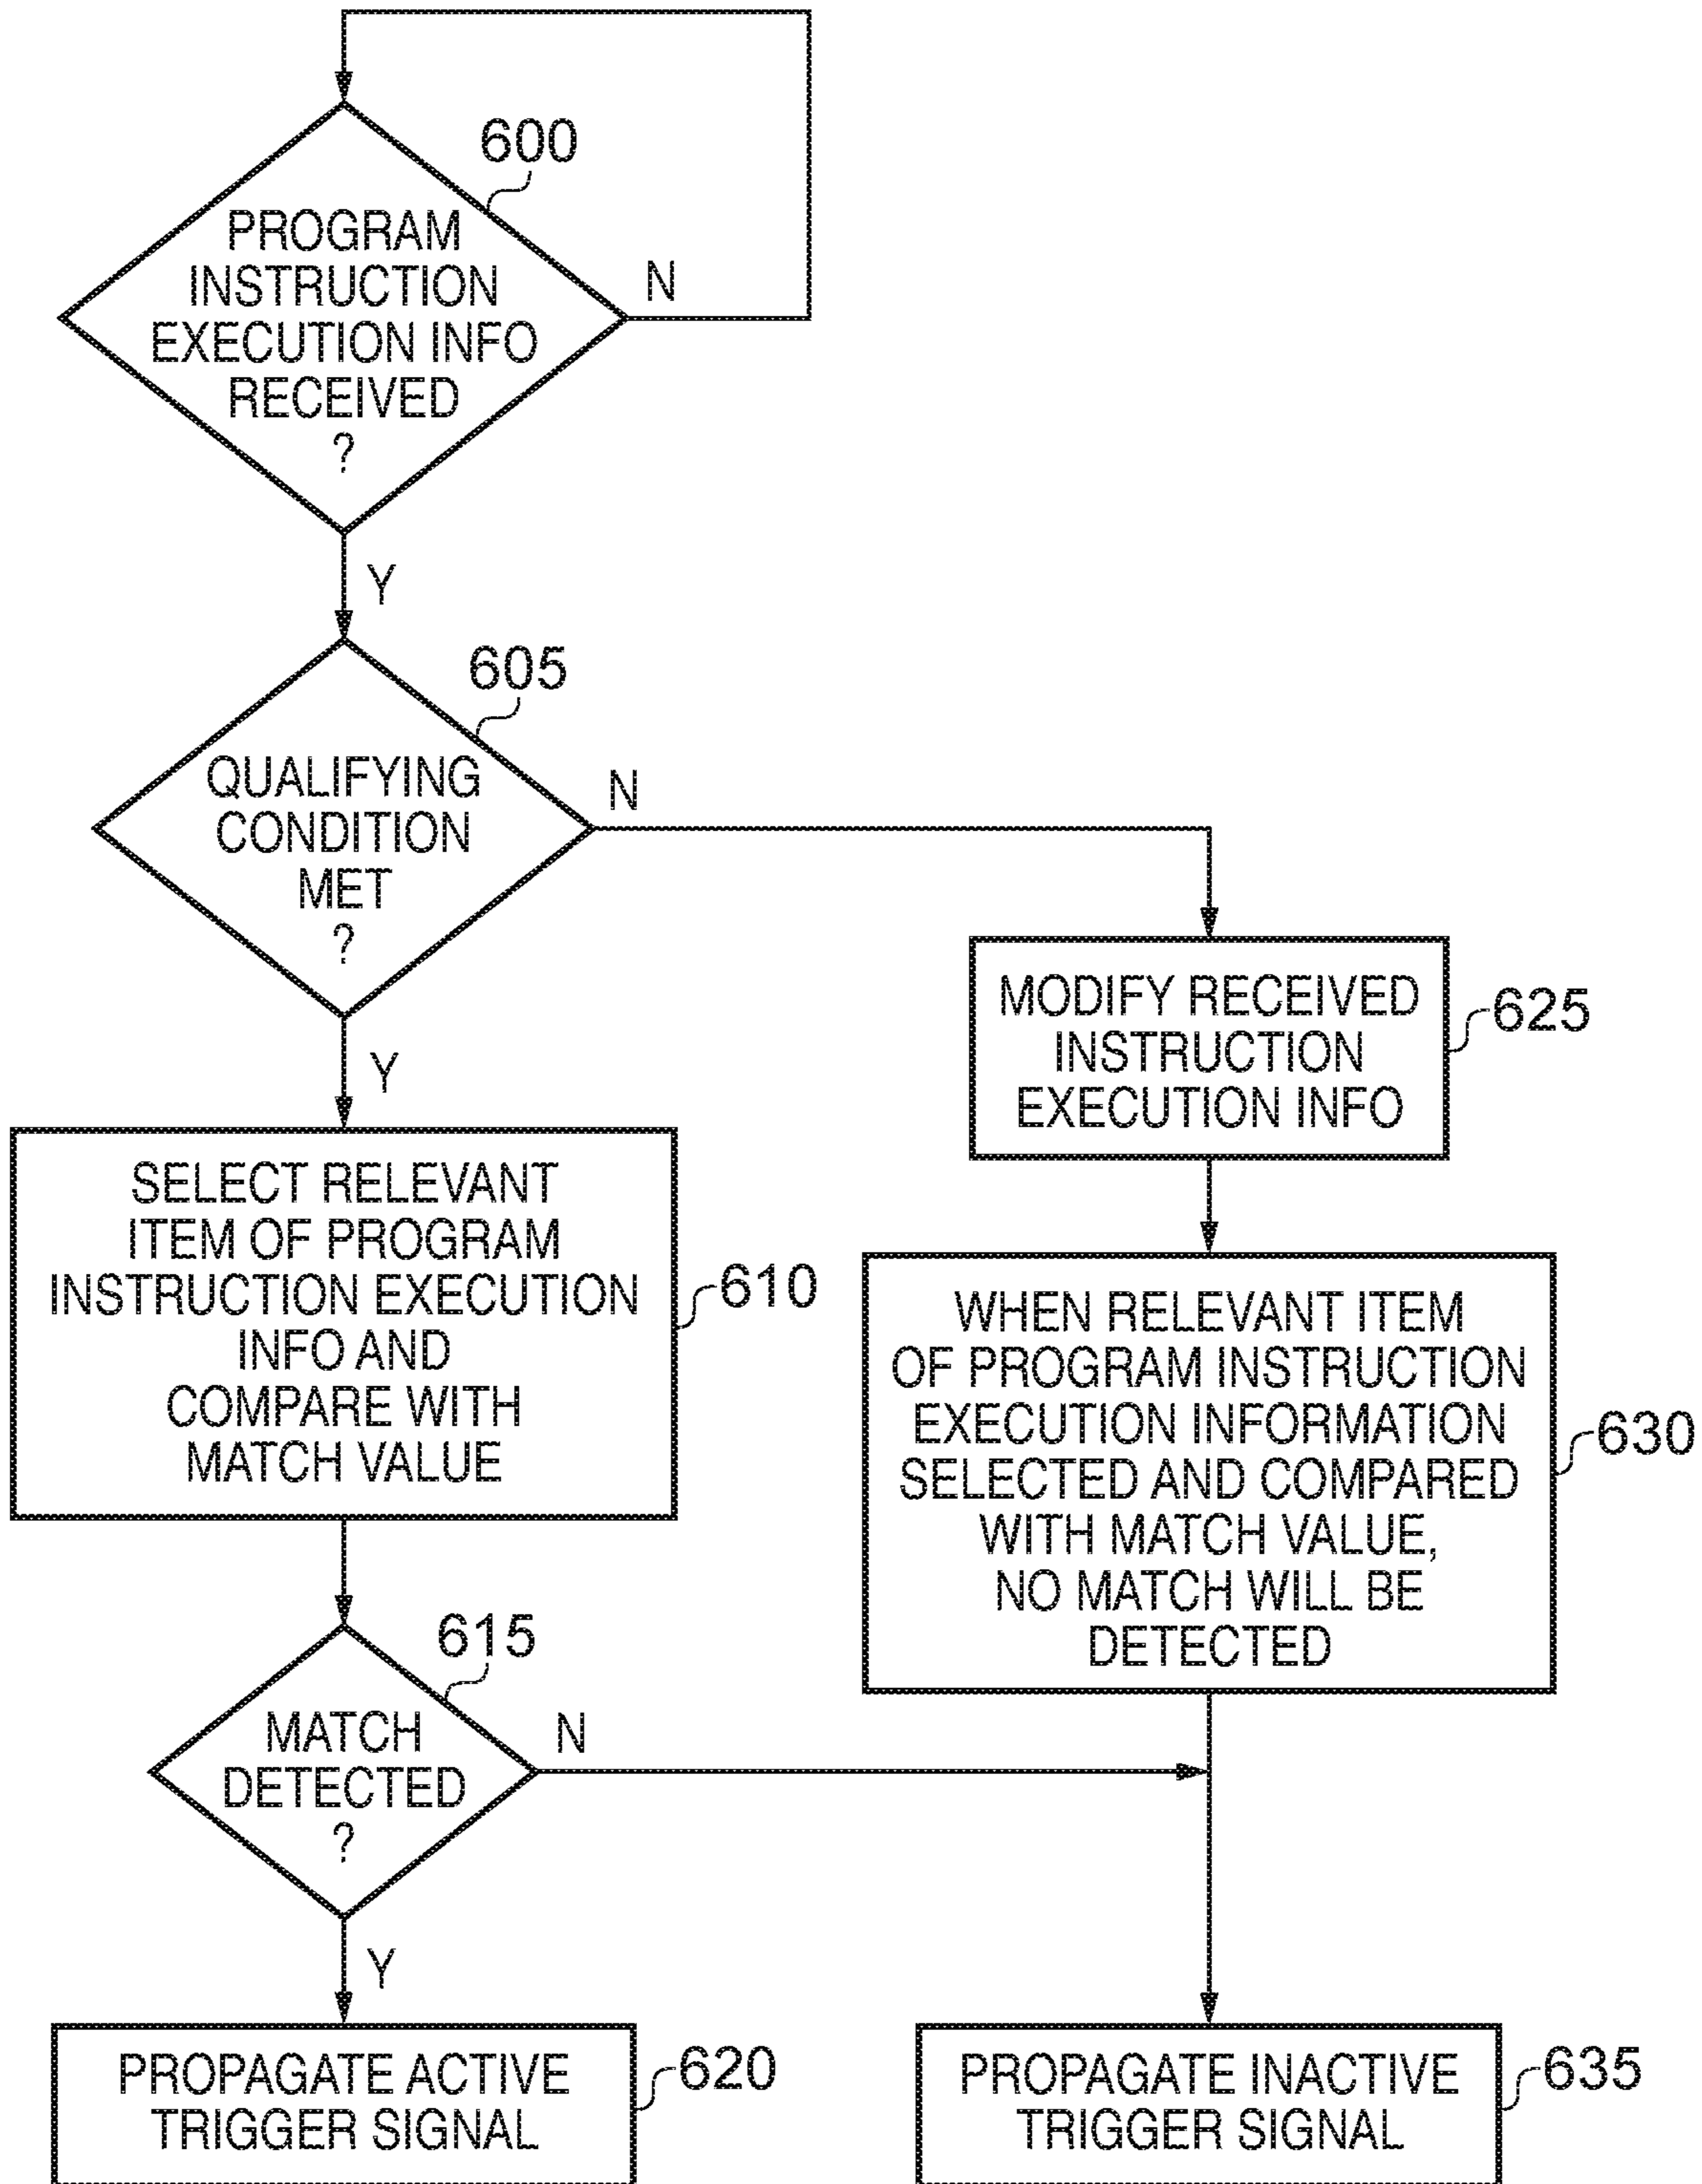 600
PROGRAM
INSTRUCTION
EXECUTION INFO
RECEIVED
?
N
Y
605
QUALIFYING
CONDITION
MET
?
N
Y
MODIFY RECEIVED
INSTRUCTION
EXECUTION INFO
625
SELECT RELEVANT
ITEM OF PROGRAM
INSTRUCTION EXECUTION
INFO AND
COMPARE WITH
MATCH VALUE
610
WHEN RELEVANT ITEM
OF PROGRAM INSTRUCTION
EXECUTION INFORMATION
SELECTED AND COMPARED
WITH MATCH VALUE,
NO MATCH WILL BE
DETECTED
630
615
MATCH
DETECTED
?
N
Y
PROPAGATE ACTIVE
TRIGGER SIGNAL
620
PROPAGATE INACTIVE
TRIGGER SIGNAL
635